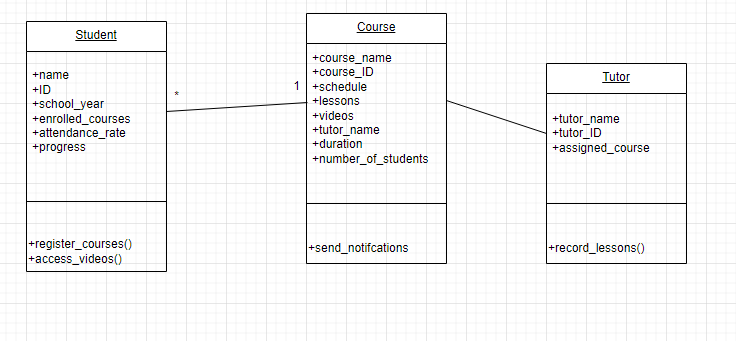 Student
+name
+ID
+school_year
+enrolled_courses
+attendance_rate
+progress
+register_courses()
+access_videos()
*
1
Course
+course_name
+course_ID
+schedule
+lessons
+videos
+tutor_name
+duration
+number_of_students
+send_notifcations
Tutor
+tutor_name
+tutor_ID
+assigned_course
+record_lessons()